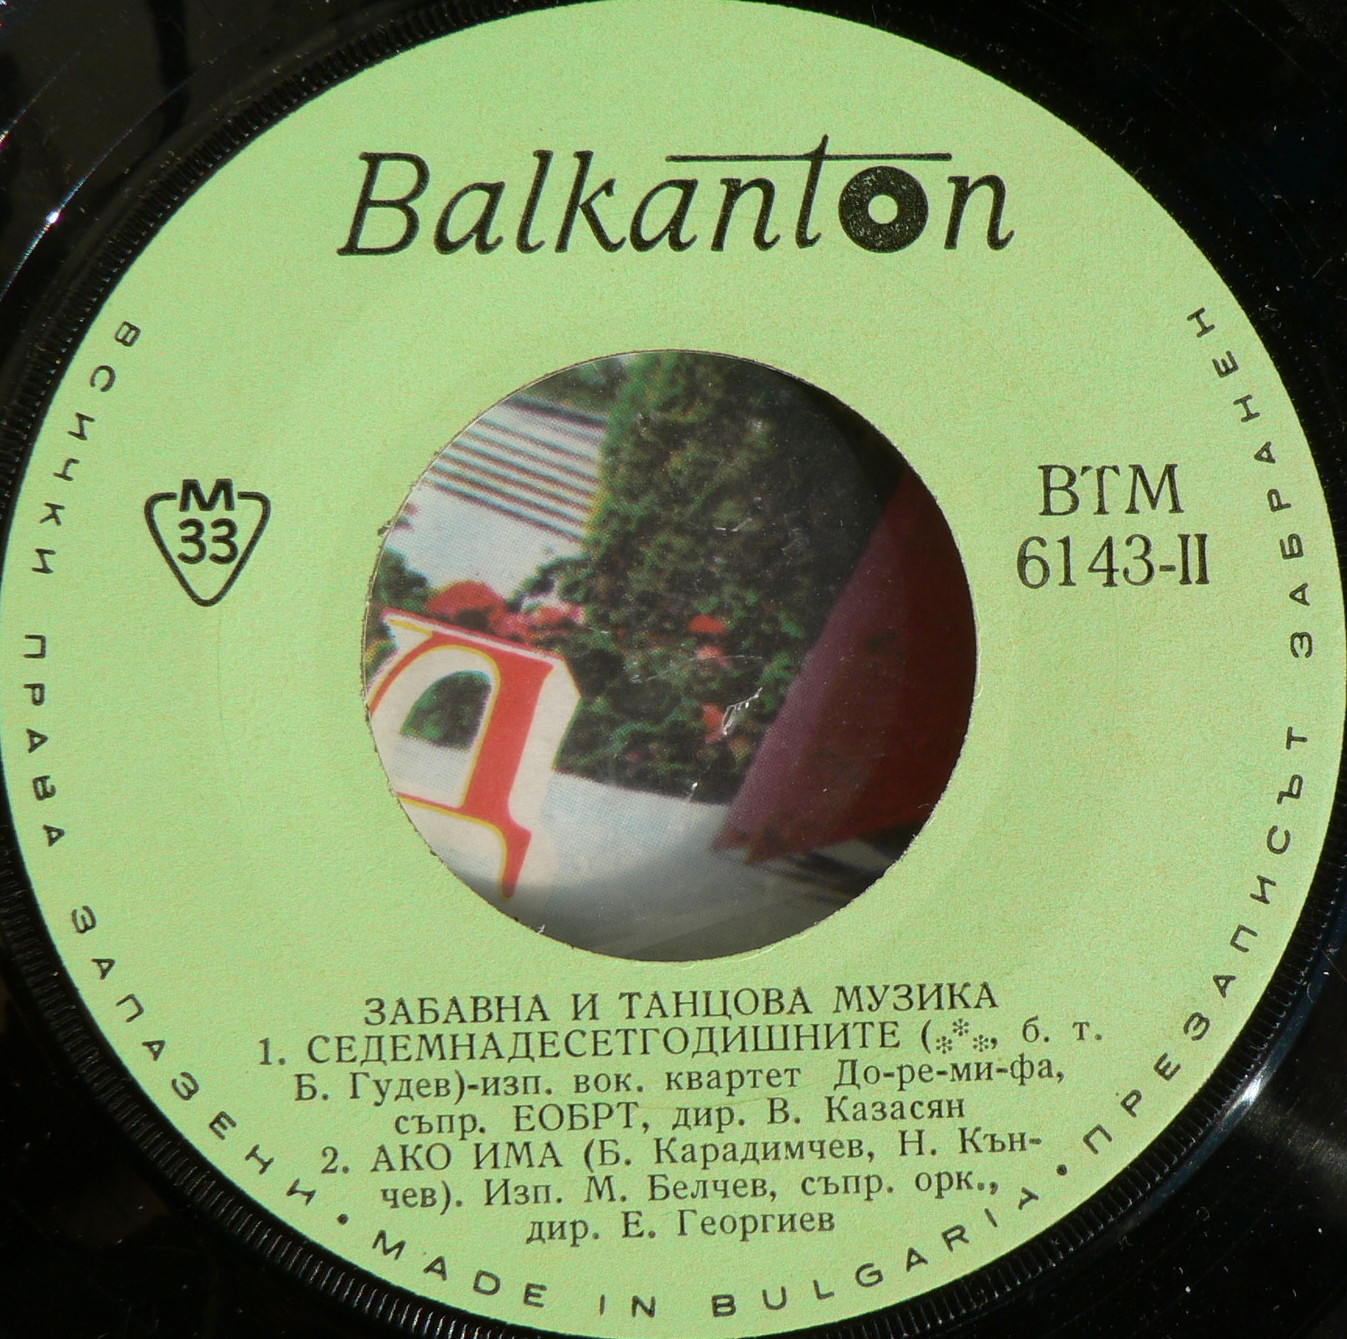 Balkanton
М
33
ВТМ
6143-II
ЗАБАВНА И ТАНЦОВА МУЗИКА
1. СЕДЕМНАДЕСЕТГОДИШНИТЕ (***, б. т.
Б. Гудев)-изп. вок. квартет До-ре-ми-фа,
съпр. ЕОБРТ, дир. В. Казасян
2. АКО ИМА (Б. Карадимчев, Н. Кън-
чев). Изп. М. Белчев, съпр. орк.,
дир. Е. Георгиев
ВСИЧКИ ПРАВА ЗАПАЗЕНИ • MADE IN BULGARIA • ПРЕЗАПИСЪТ ЗАБРАНЕН
Д